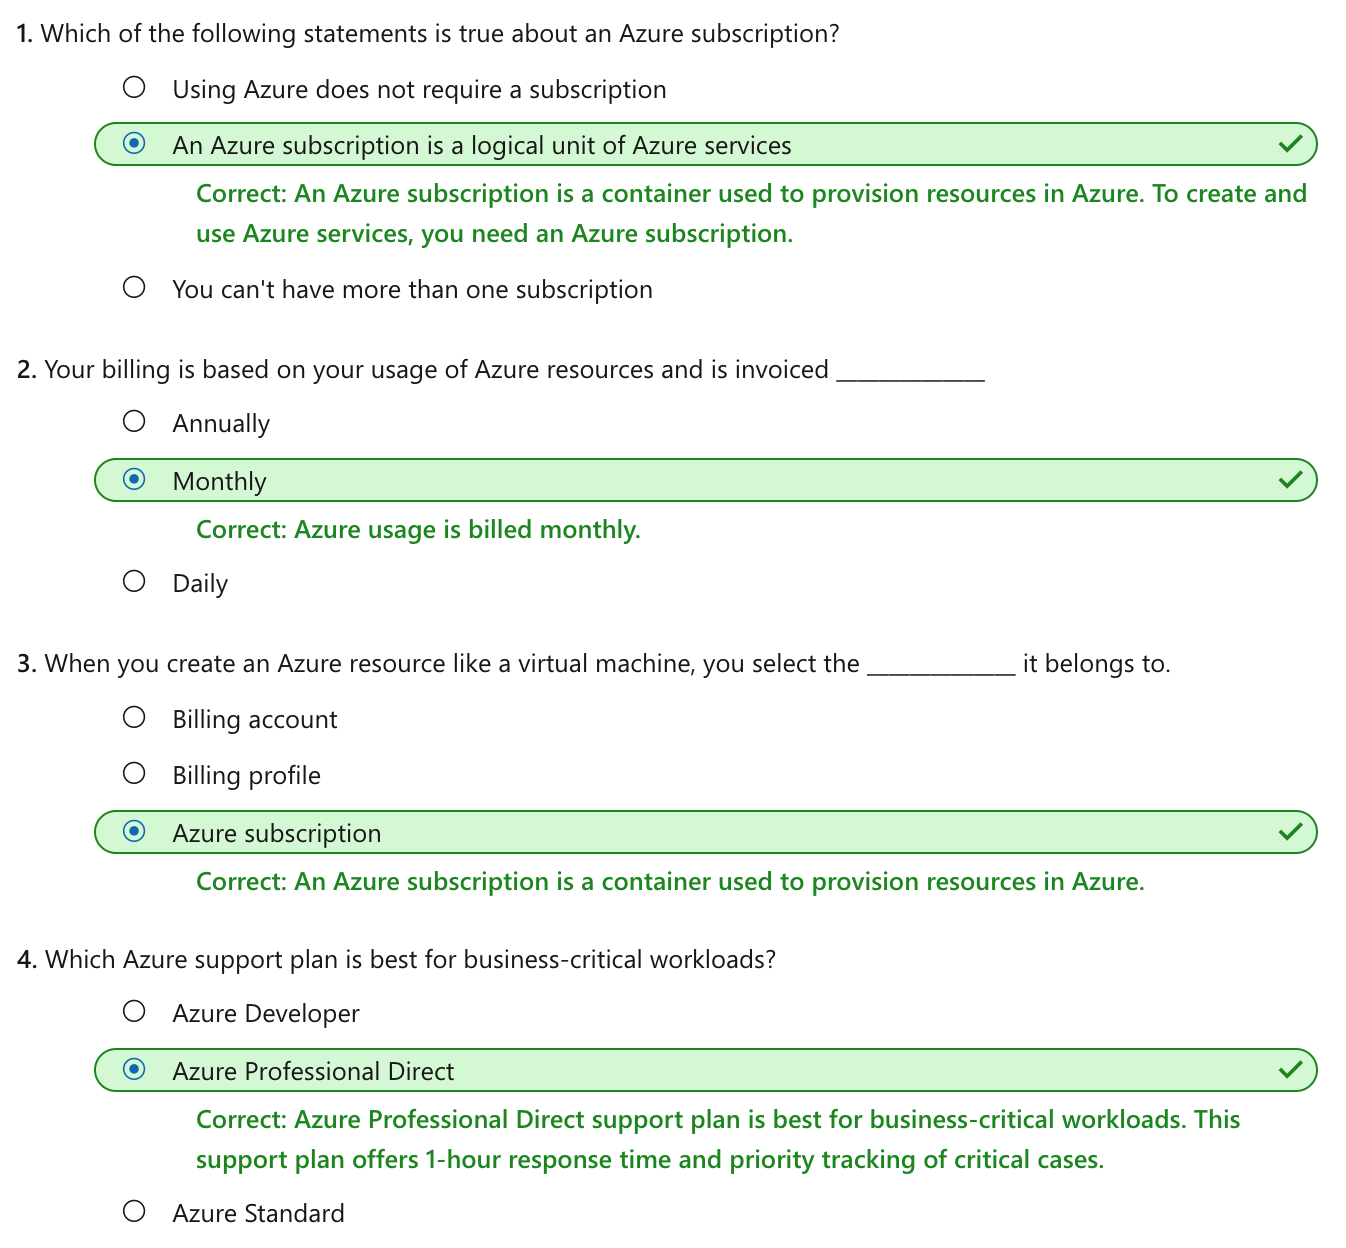 1. Which of the following statements is true about an Azure subscription?
Using Azure does not require a subscription
An Azure subscription is a logical unit of Azure services
Correct: An Azure subscription is a container used to provision resources in Azure. To create and
use Azure services, you need an Azure subscription.
You can't have more than one subscription
2. Your billing is based on your usage of Azure resources and is invoiced ____________
Annually
Monthly
Correct: Azure usage is billed monthly.
Daily
3. When you create an Azure resource like a virtual machine, you select the ____________ it belongs to.
Billing account
Billing profile
Azure subscription
Correct: An Azure subscription is a container used to provision resources in Azure.
4. Which Azure support plan is best for business-critical workloads?
Azure Developer
Azure Professional Direct
Correct: Azure Professional Direct support plan is best for business-critical workloads. This
support plan offers 1-hour response time and priority tracking of critical cases.
Azure Standard